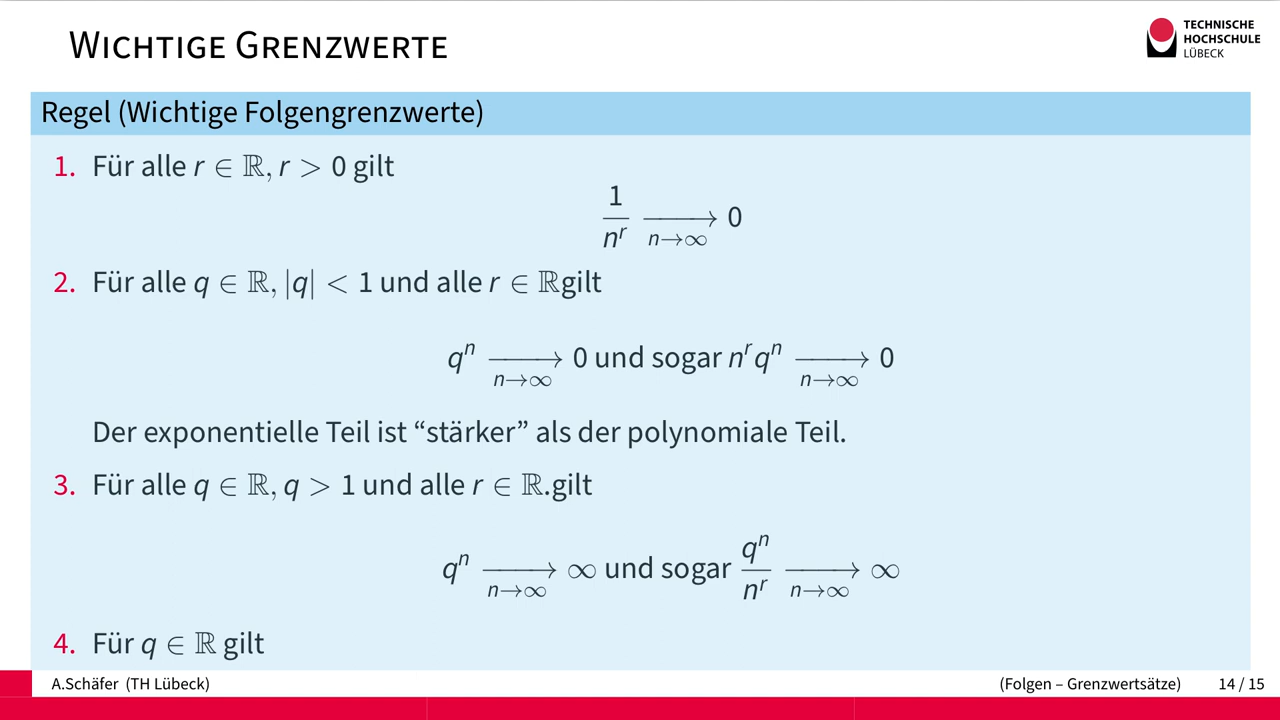 WICHTIGE GRENZWERTE
TECHNISCHE
HOCHSCHULE
LÜBECK
Regel (Wichtige Folgengrenzwerte)
1. Für alle r ∈ ℝ, r > 0 gilt
1/n^r ⟶_{n→∞} 0
2. Für alle q ∈ ℝ, |q| < 1 und alle r ∈ ℝgilt
q^n ⟶_{n→∞} 0 und sogar n^r q^n ⟶_{n→∞} 0
Der exponentielle Teil ist “stärker” als der polynomiale Teil.
3. Für alle q ∈ ℝ, q > 1 und alle r ∈ ℝ.gilt
q^n ⟶_{n→∞} ∞ und sogar q^n/n^r ⟶_{n→∞} ∞
4. Für q ∈ ℝ gilt
A.Schäfer (TH Lübeck) (Folgen – Grenzwertsätze) 14 / 15